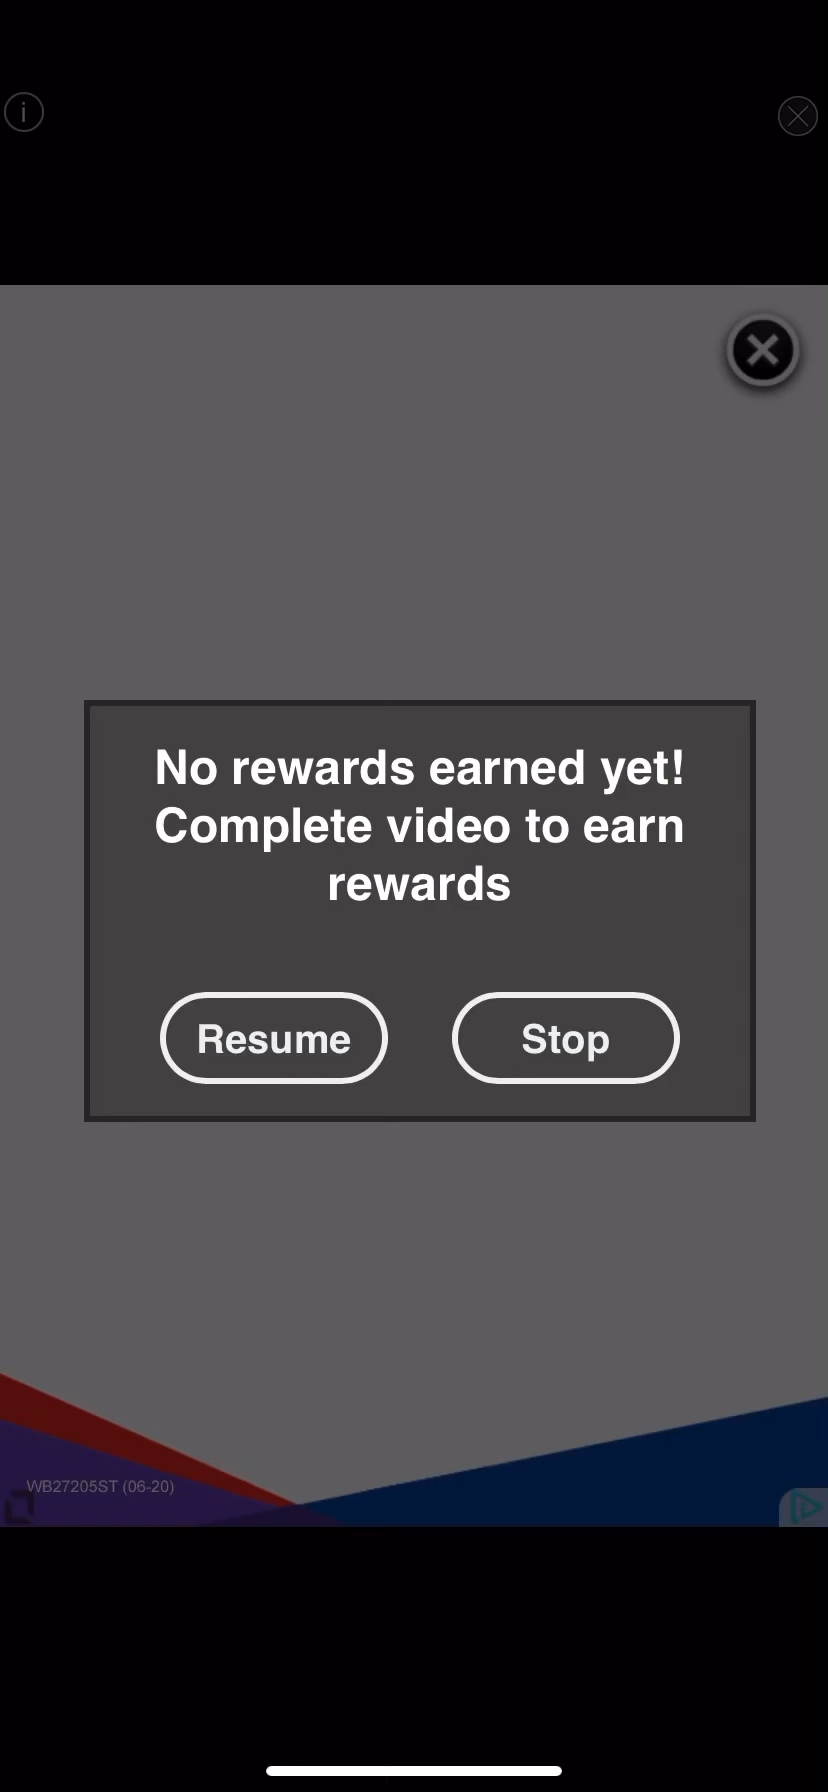 No rewards earned yet!
Complete video to earn
rewards
Resume
Stop
WB27205ST (06-20)